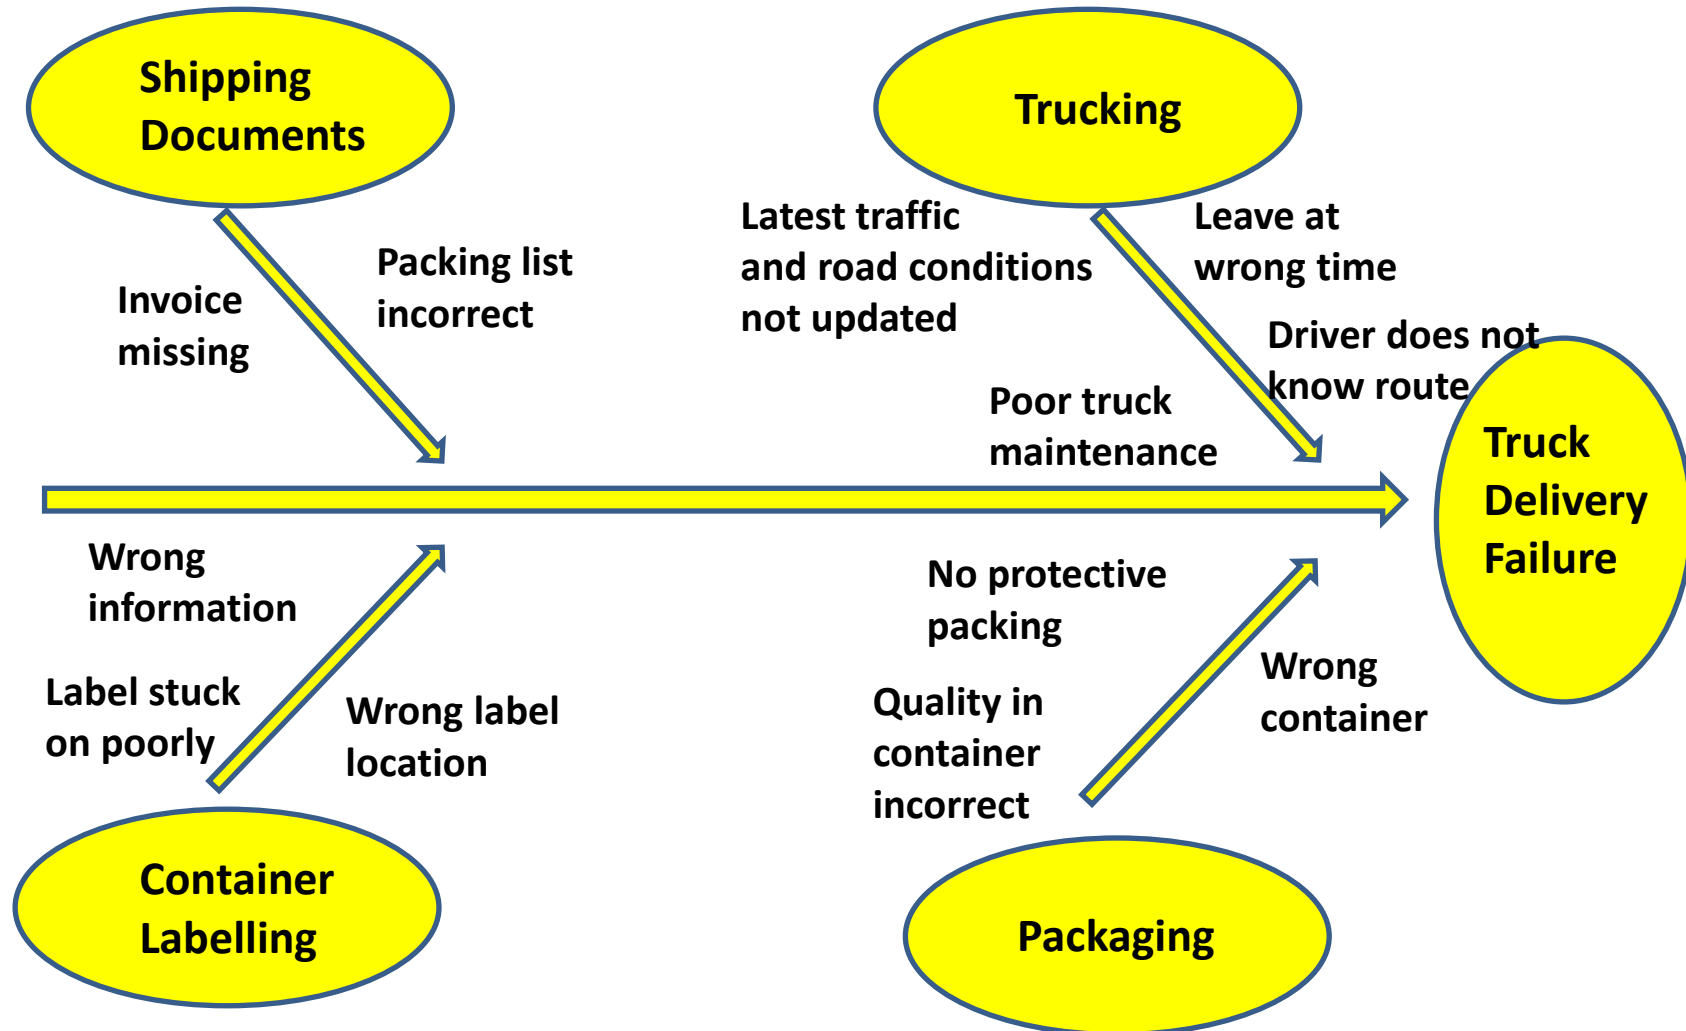 Shipping
Documents
Trucking
Latest traffic
and road conditions
not updated
Leave at
wrong time
Packing list
incorrect
Invoice
missing
Driver does not
know route
Poor truck
maintenance
Truck
Delivery
Failure
Wrong
information
No protective
packing
Label stuck
on poorly
Wrong label
location
Quality in
container
incorrect
Wrong
container
Container
Labelling
Packaging